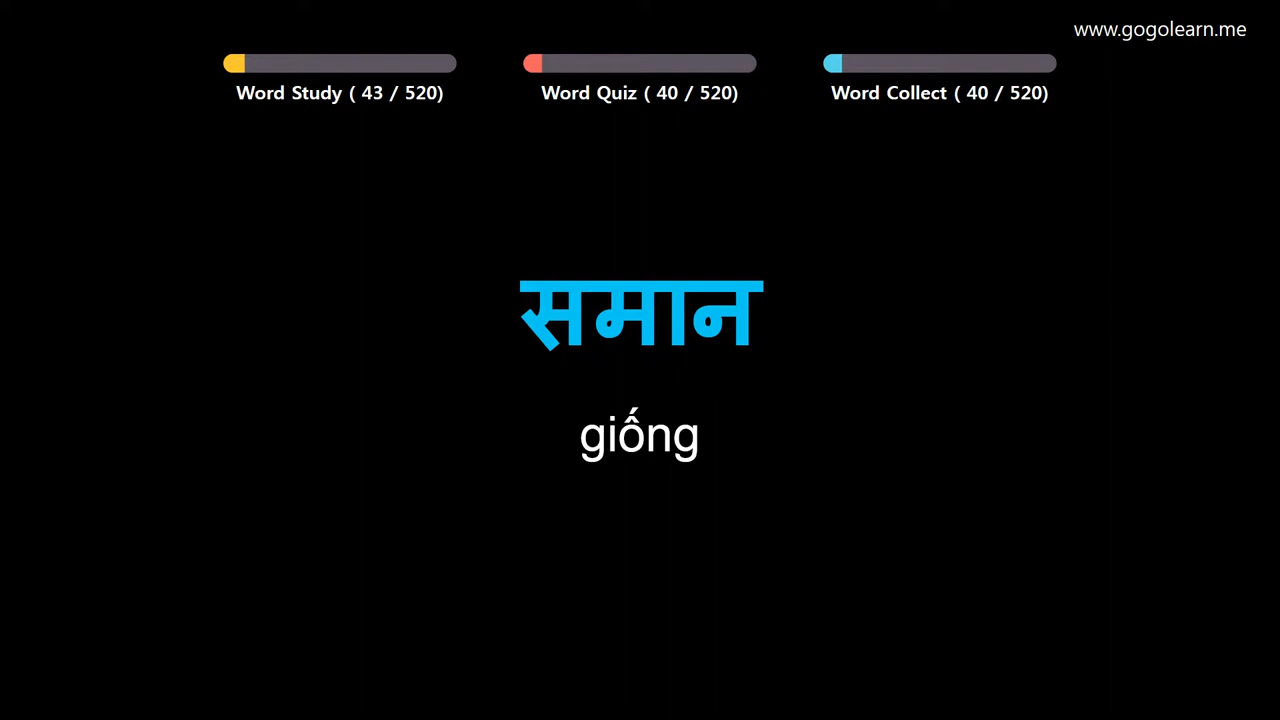 www.gogolearn.me
Word Study ( 43 / 520)
Word Quiz ( 40 / 520)
Word Collect ( 40 / 520)
समान
giống